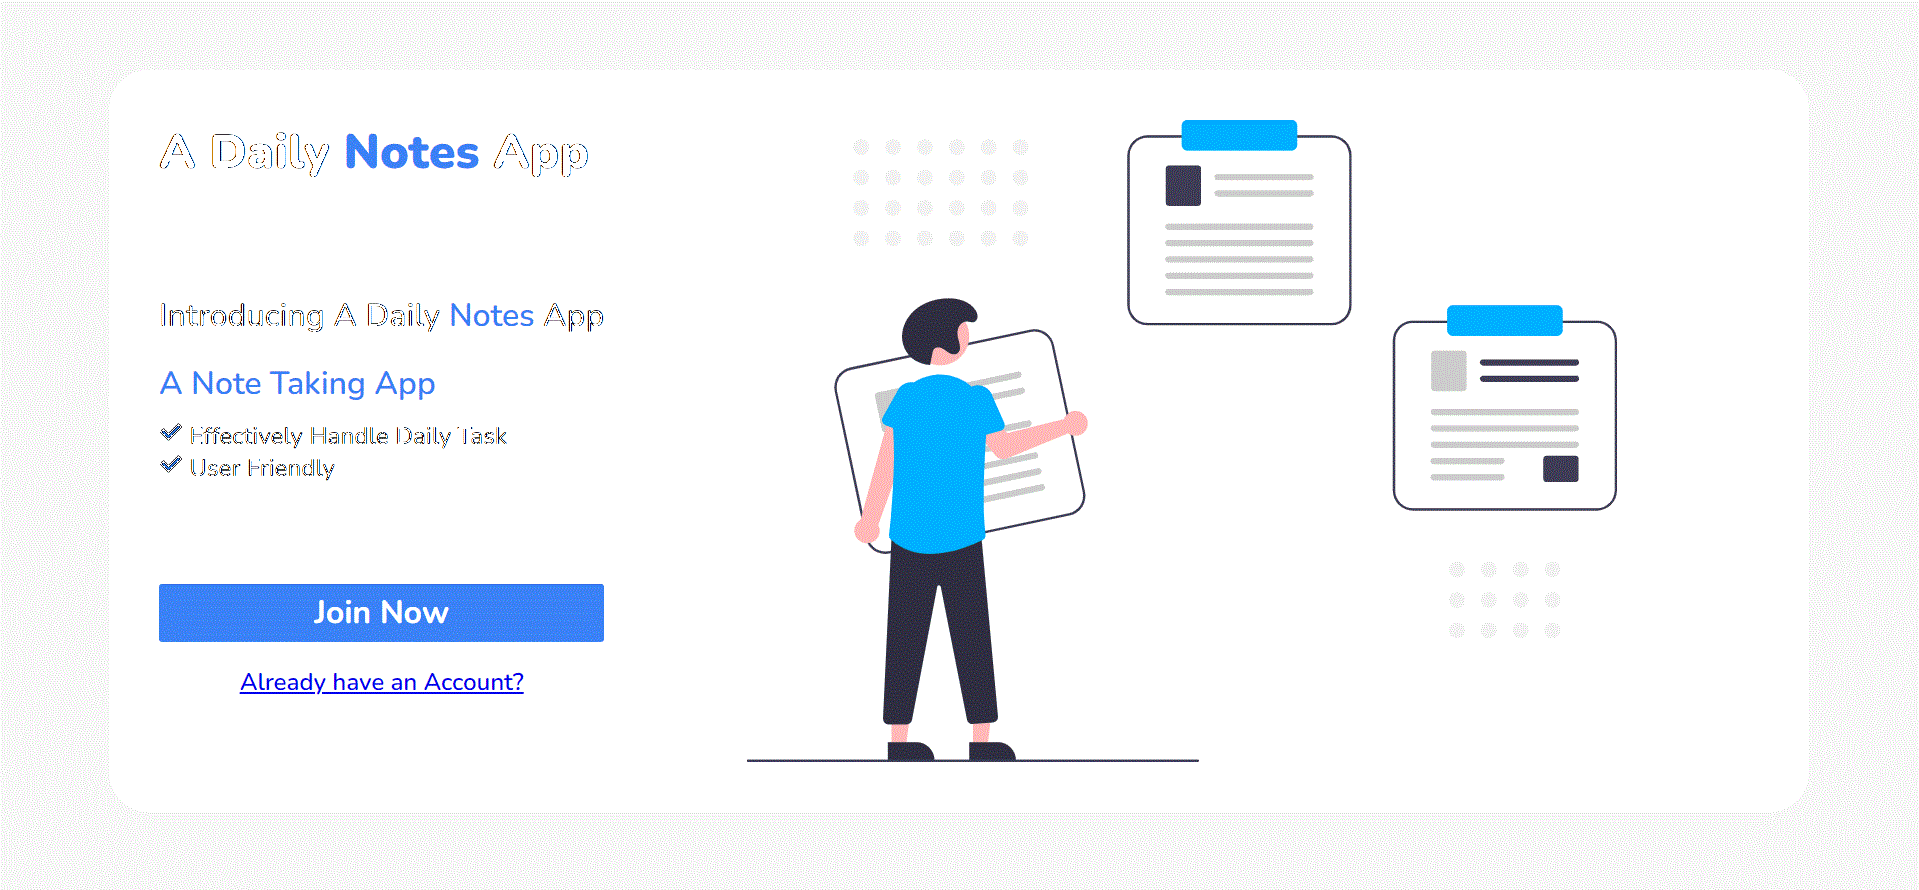 A Daily Notes App
Introducing A Daily Notes App
A Note Taking App
Effectively Handle Daily Task
User Friendly
Join Now
Already have an Account?